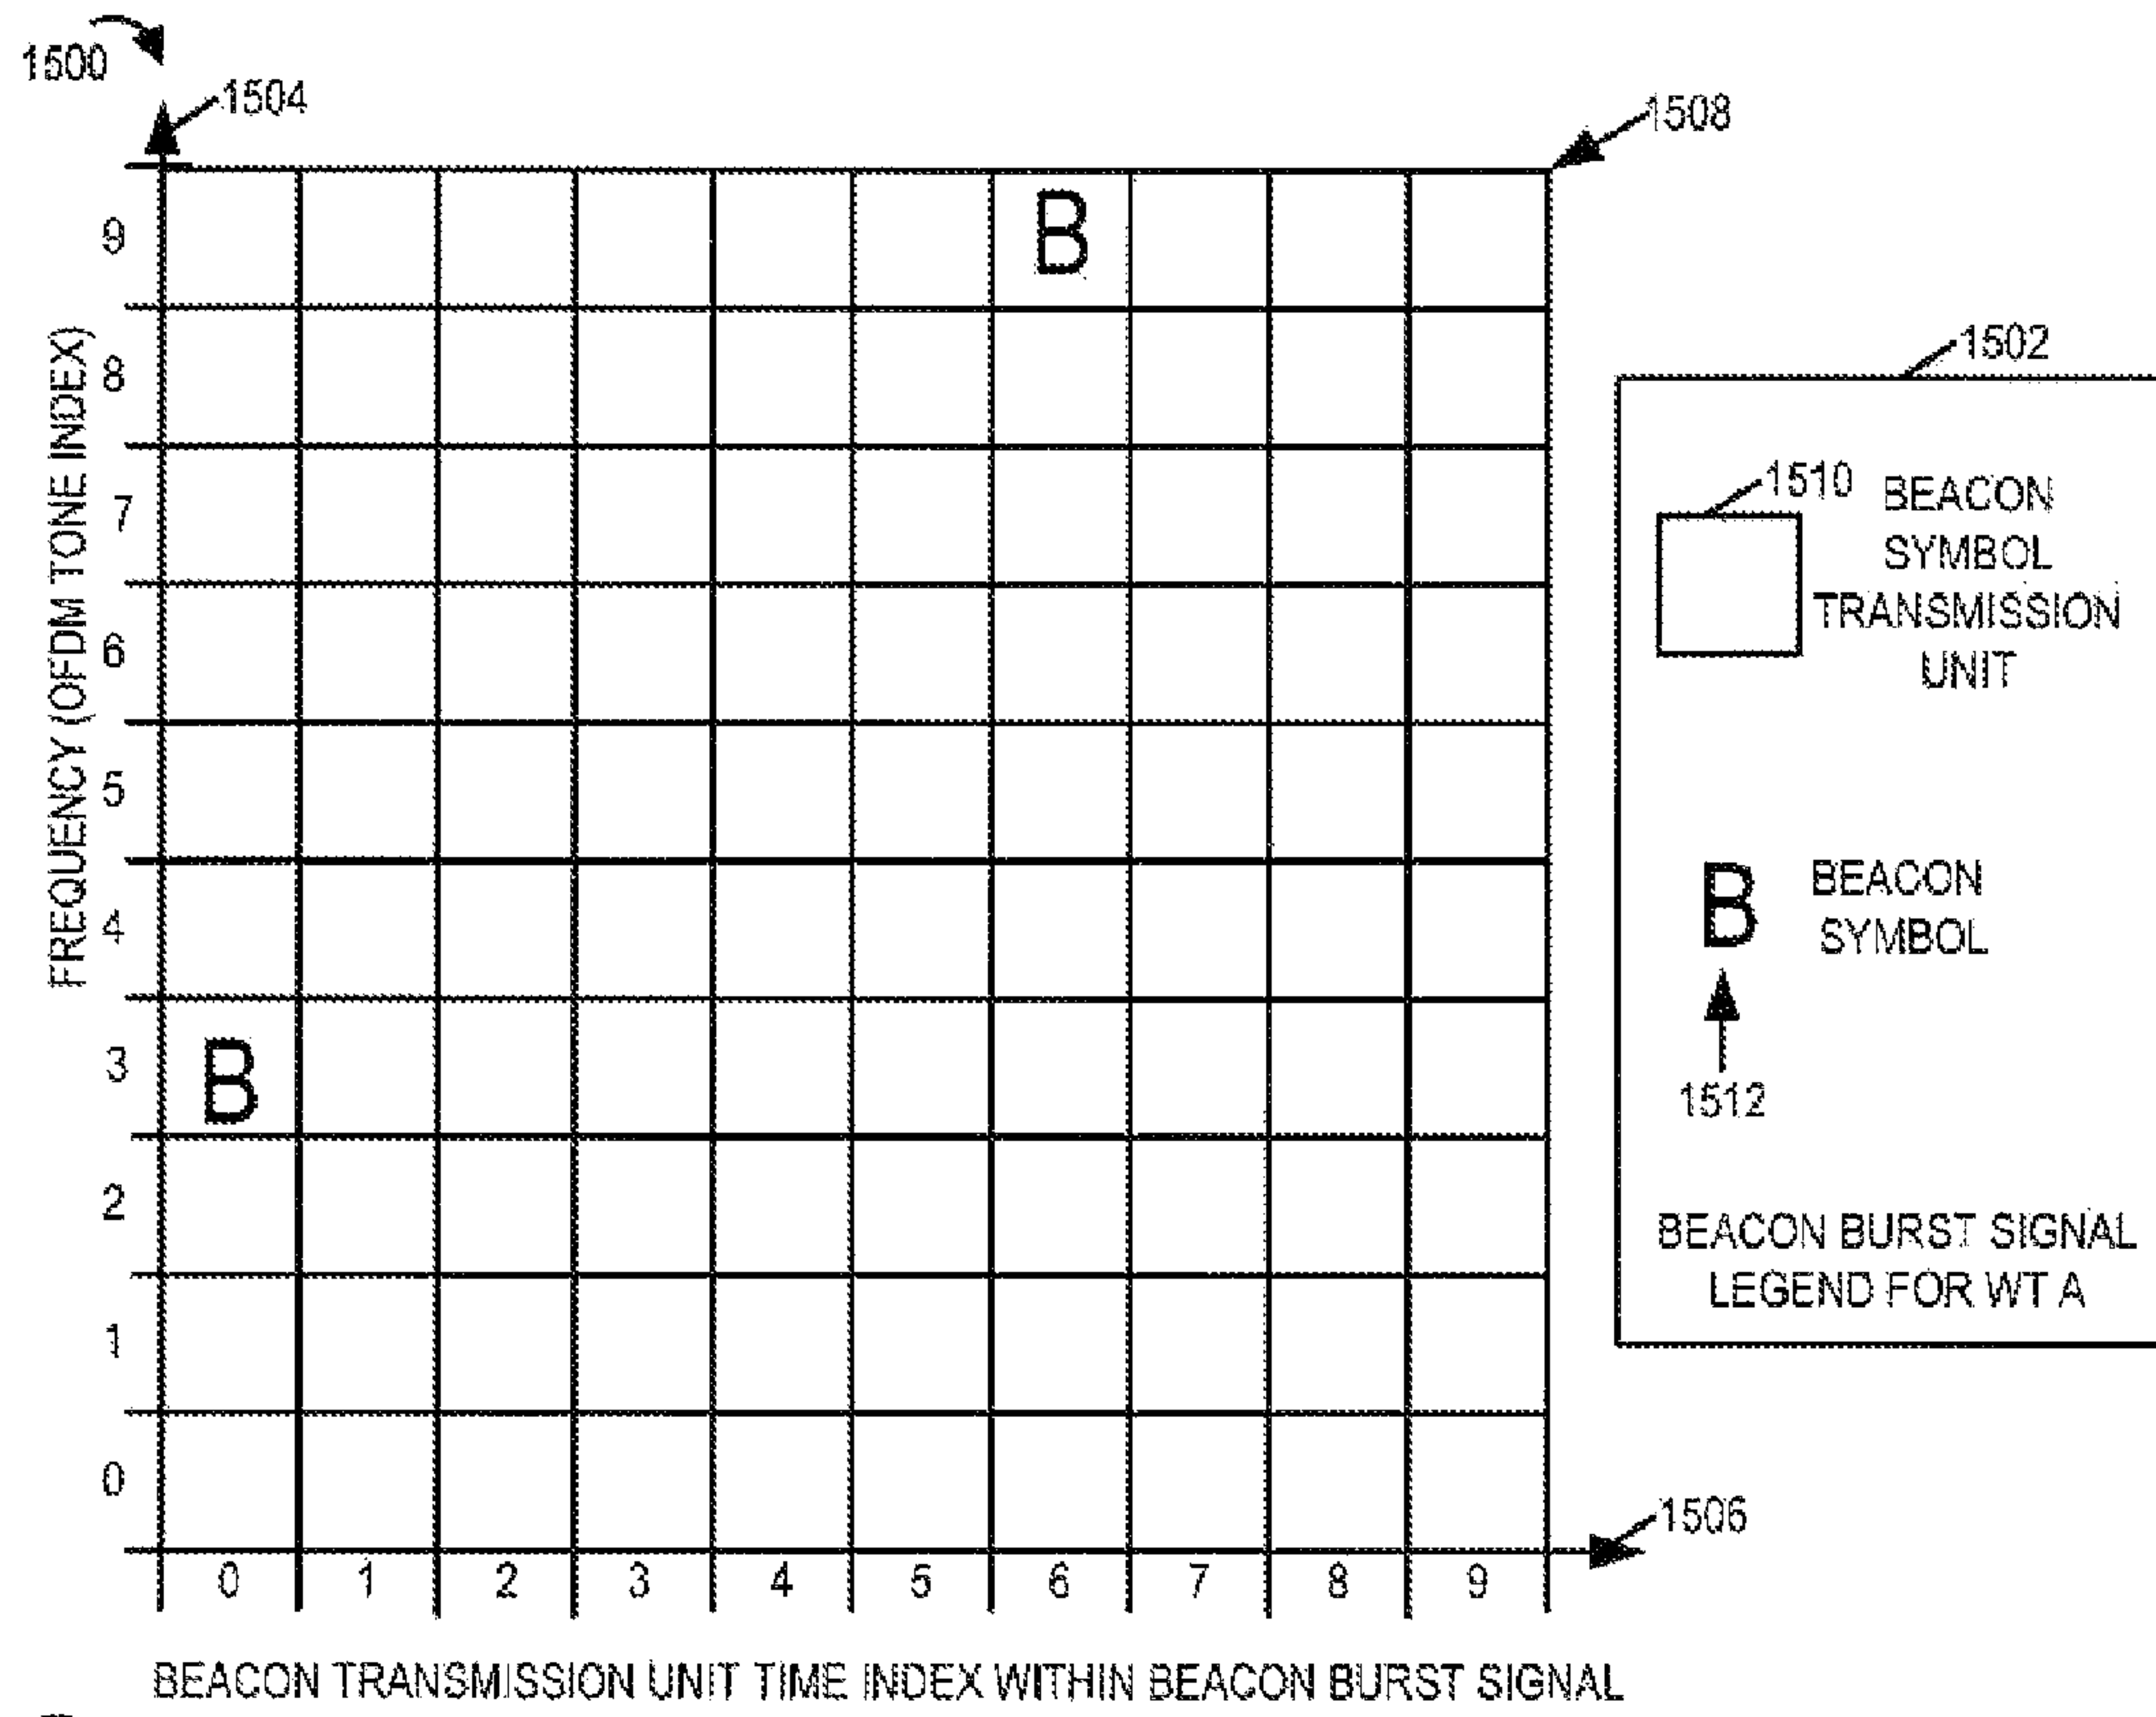 1500
1504
1508
9
B
8
7
6
5
4
3
B
2
1
0
FREQUENCY (OFDM TONE INDEX)
0 1 2 3 4 5 6 7 8 9
1506
BEACON TRANSMISSION UNIT TIME INDEX WITHIN BEACON BURST SIGNAL
1502
1510
BEACON
SYMBOL
TRANSMISSION
UNIT
B
BEACON
SYMBOL
1512
BEACON BURST SIGNAL
LEGEND FOR WT A